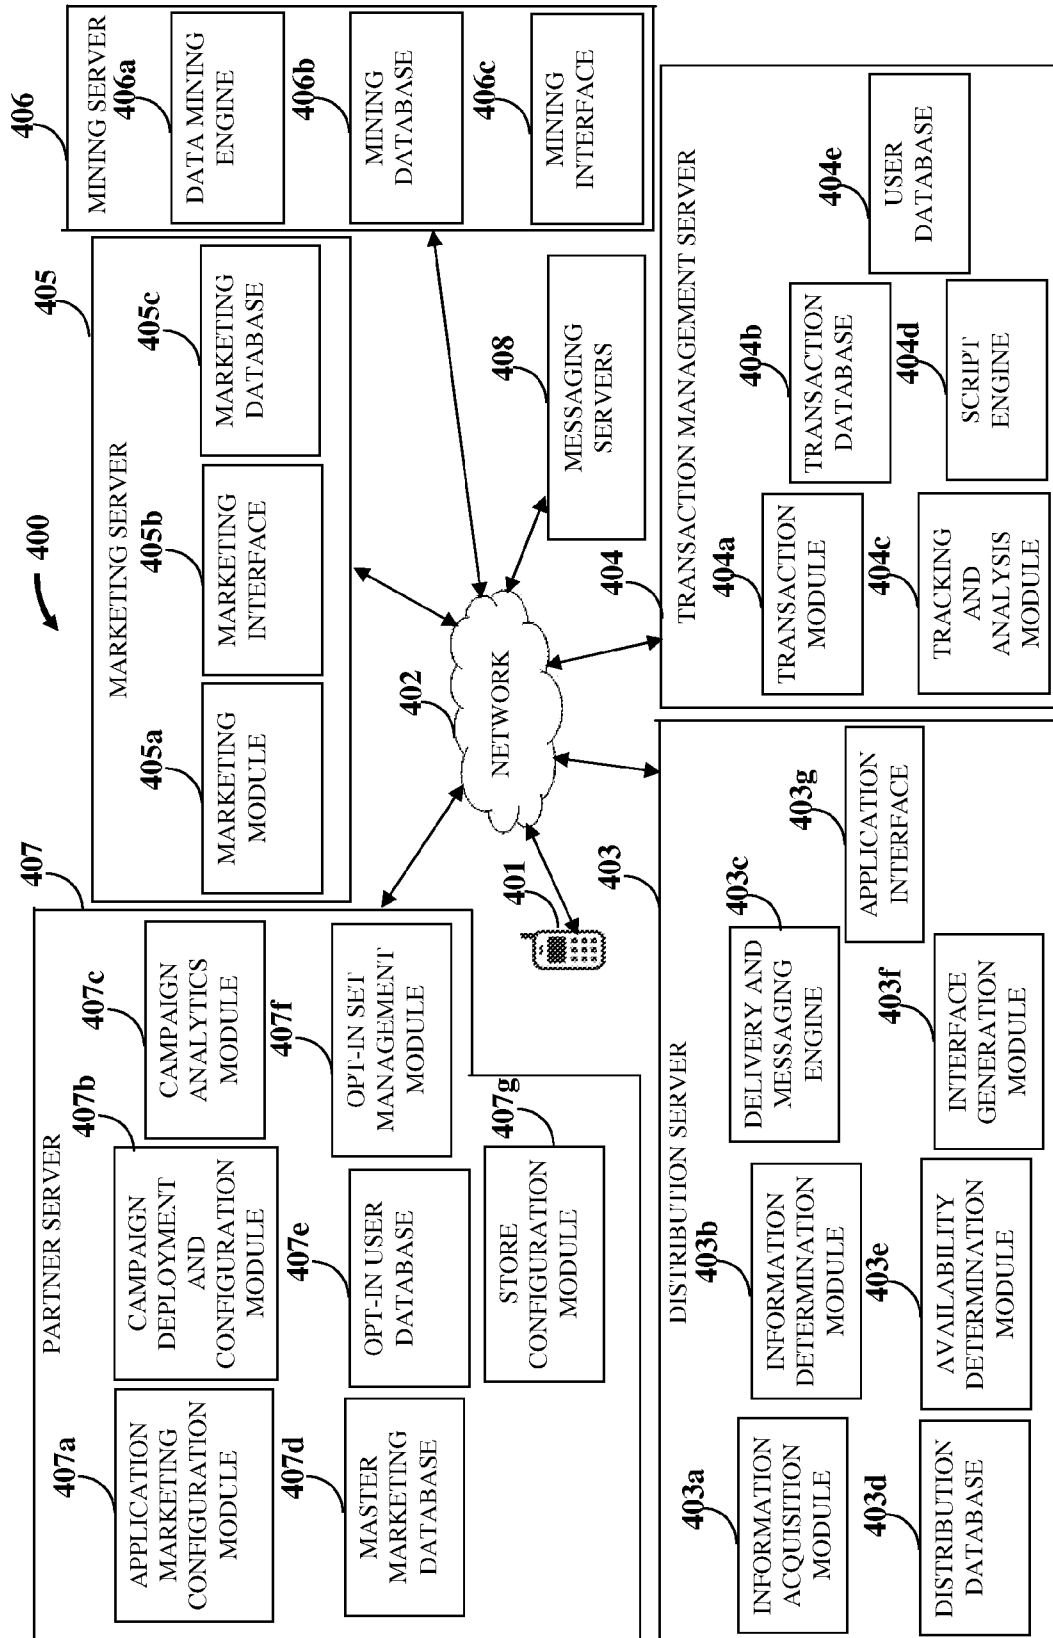 400
407
PARTNER SERVER
407a
APPLICATION
MARKETING
CONFIGURATION
MODULE
407b
CAMPAIGN
DEPLOYMENT
AND
CONFIGURATION
MODULE
407c
CAMPAIGN
ANALYTICS
MODULE
407d
MASTER
MARKETING
DATABASE
407e
OPT-IN USER
DATABASE
407f
OPT-IN SET
MANAGEMENT
MODULE
407g
STORE
CONFIGURATION
MODULE
405
MARKETING SERVER
405a
MARKETING
MODULE
405b
MARKETING
INTERFACE
405c
MARKETING
DATABASE
406
MINING SERVER
406a
DATA MINING
ENGINE
406b
MINING
DATABASE
406c
MINING
INTERFACE
401
402
NETWORK
408
MESSAGING
SERVERS
403
DISTRIBUTION SERVER
403a
INFORMATION
ACQUISITION
MODULE
403b
INFORMATION
DETERMINATION
MODULE
403c
DELIVERY AND
MESSAGING
ENGINE
403d
DISTRIBUTION
DATABASE
403e
AVAILABILITY
DETERMINATION
MODULE
403f
INTERFACE
GENERATION
MODULE
403g
APPLICATION
INTERFACE
404
TRANSACTION MANAGEMENT SERVER
404a
TRANSACTION
MODULE
404b
TRANSACTION
DATABASE
404c
TRACKING
AND
ANALYSIS
MODULE
404d
SCRIPT
ENGINE
404e
USER
DATABASE